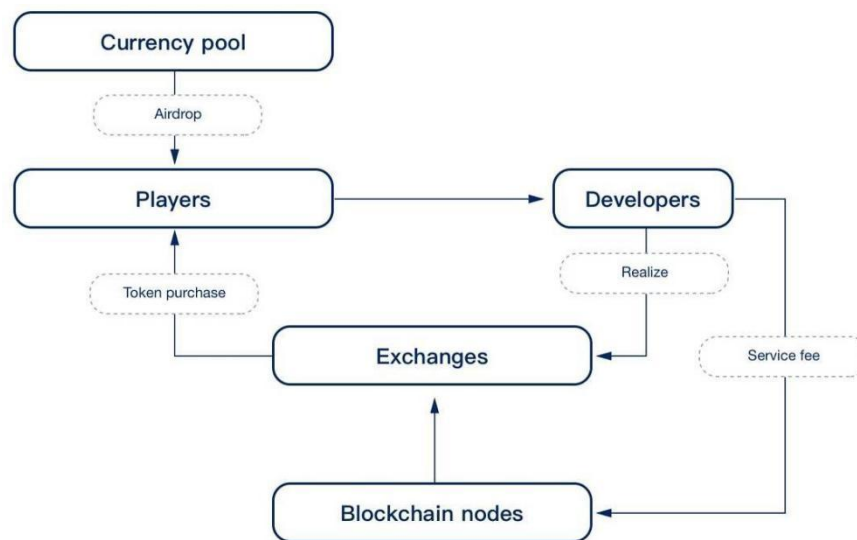 Currency pool
Airdrop
Players
Developers
Realize
Token purchase
Exchanges
Service fee
Blockchain nodes